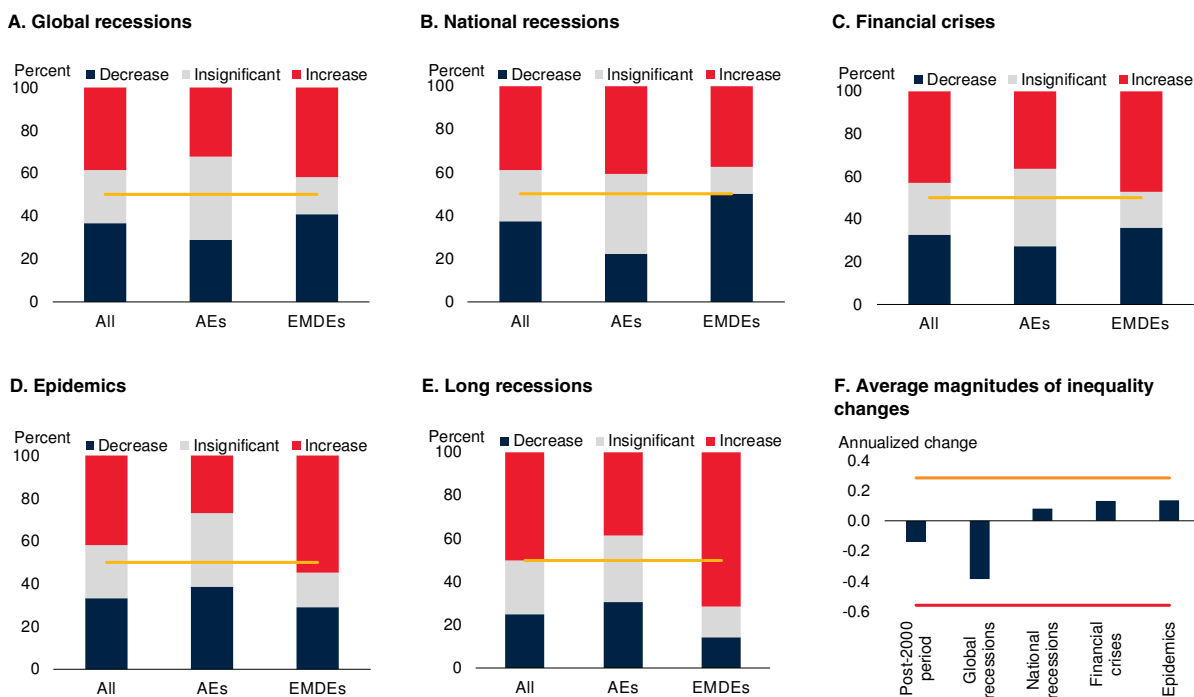 A. Global recessions
Percent
Decrease Insignificant Increase
100
80
60
40
20
0
All AEs EMDEs
B. National recessions
Percent
Decrease Insignificant Increase
100
80
60
40
20
0
All AEs EMDEs
C. Financial crises
Percent
Decrease Insignificant Increase
100
80
60
40
20
0
All AEs EMDEs
D. Epidemics
Percent
Decrease Insignificant Increase
100
80
60
40
20
0
All AEs EMDEs
E. Long recessions
Percent
Decrease Insignificant Increase
100
80
60
40
20
0
All AEs EMDEs
F. Average magnitudes of inequality
changes
Annualized change
0.4
0.2
0.0
-0.2
-0.4
-0.6
Post-2000
period
Global
recessions
National
recessions
Financial
crises
Epidemics